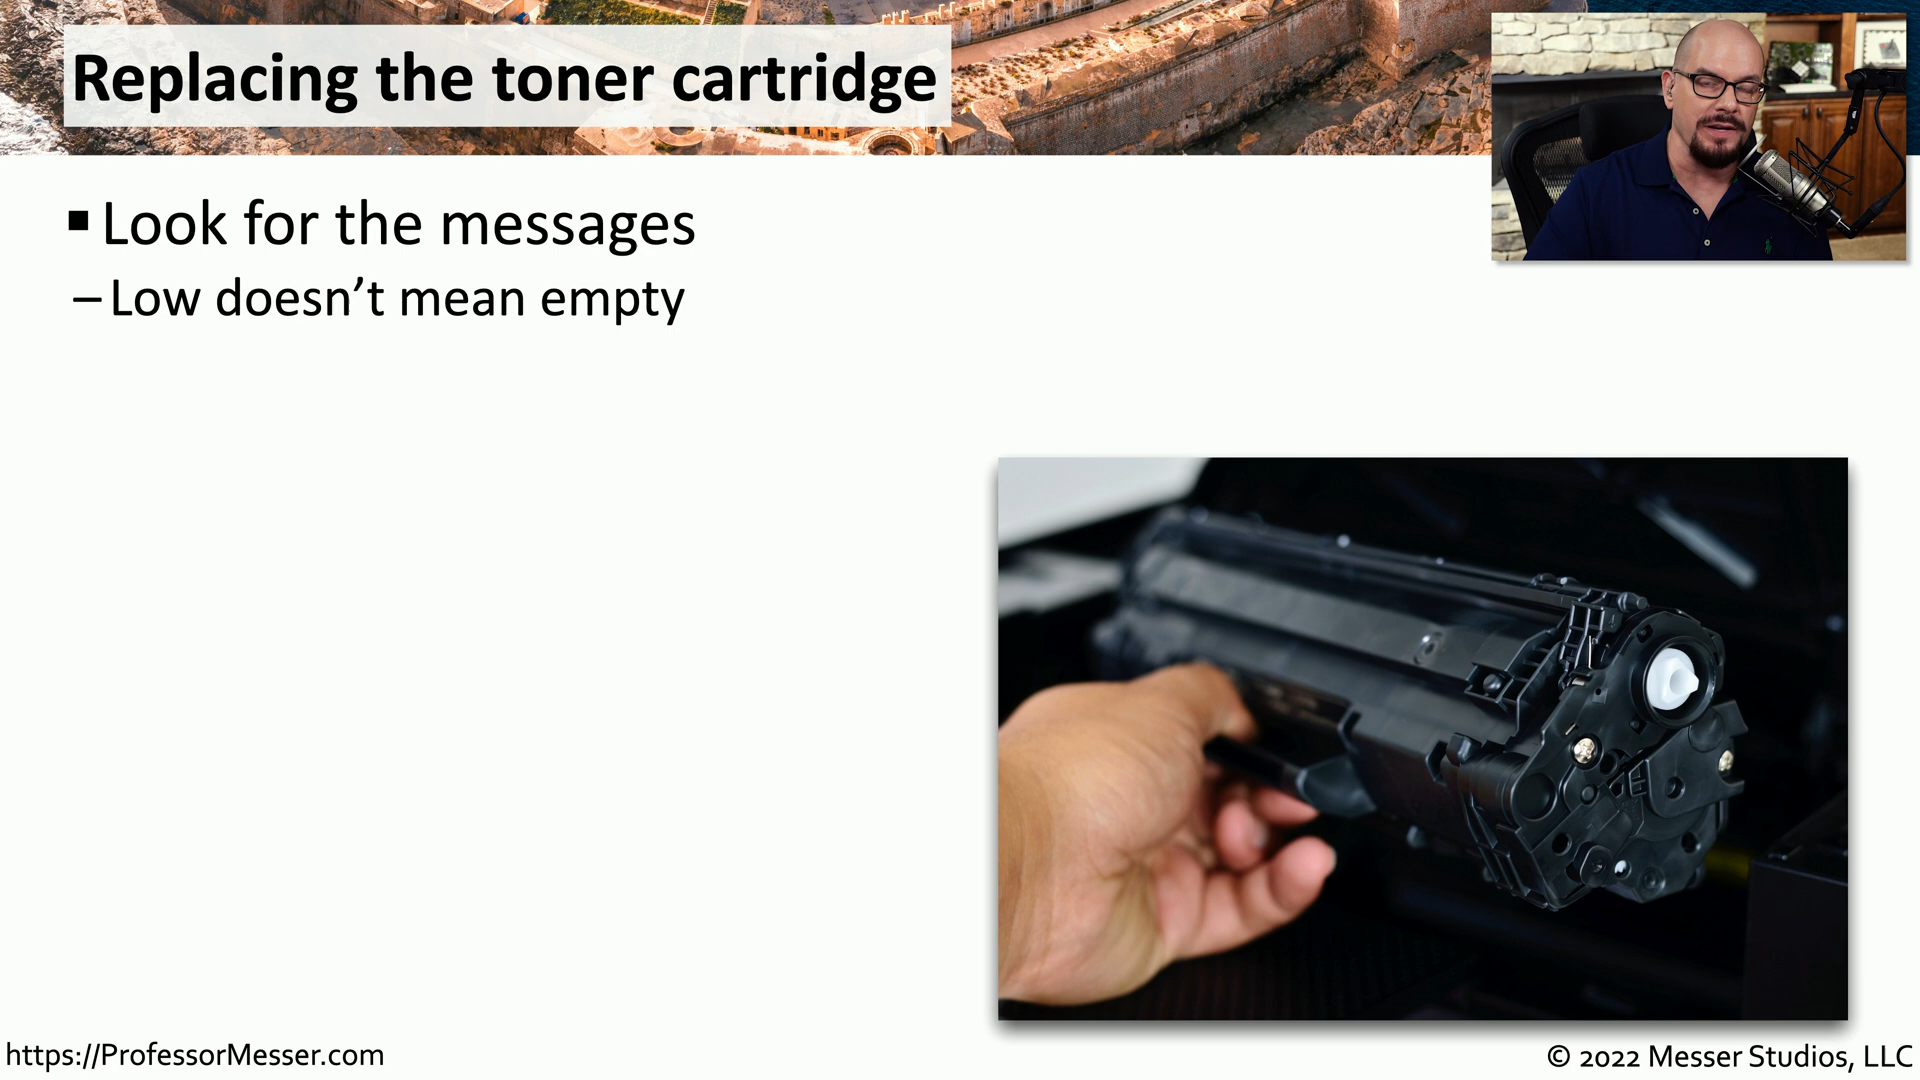 Replacing the toner cartridge
▪ Look for the messages
– Low doesn’t mean empty
https://ProfessorMesser.com
© 2022 Messer Studios, LLC